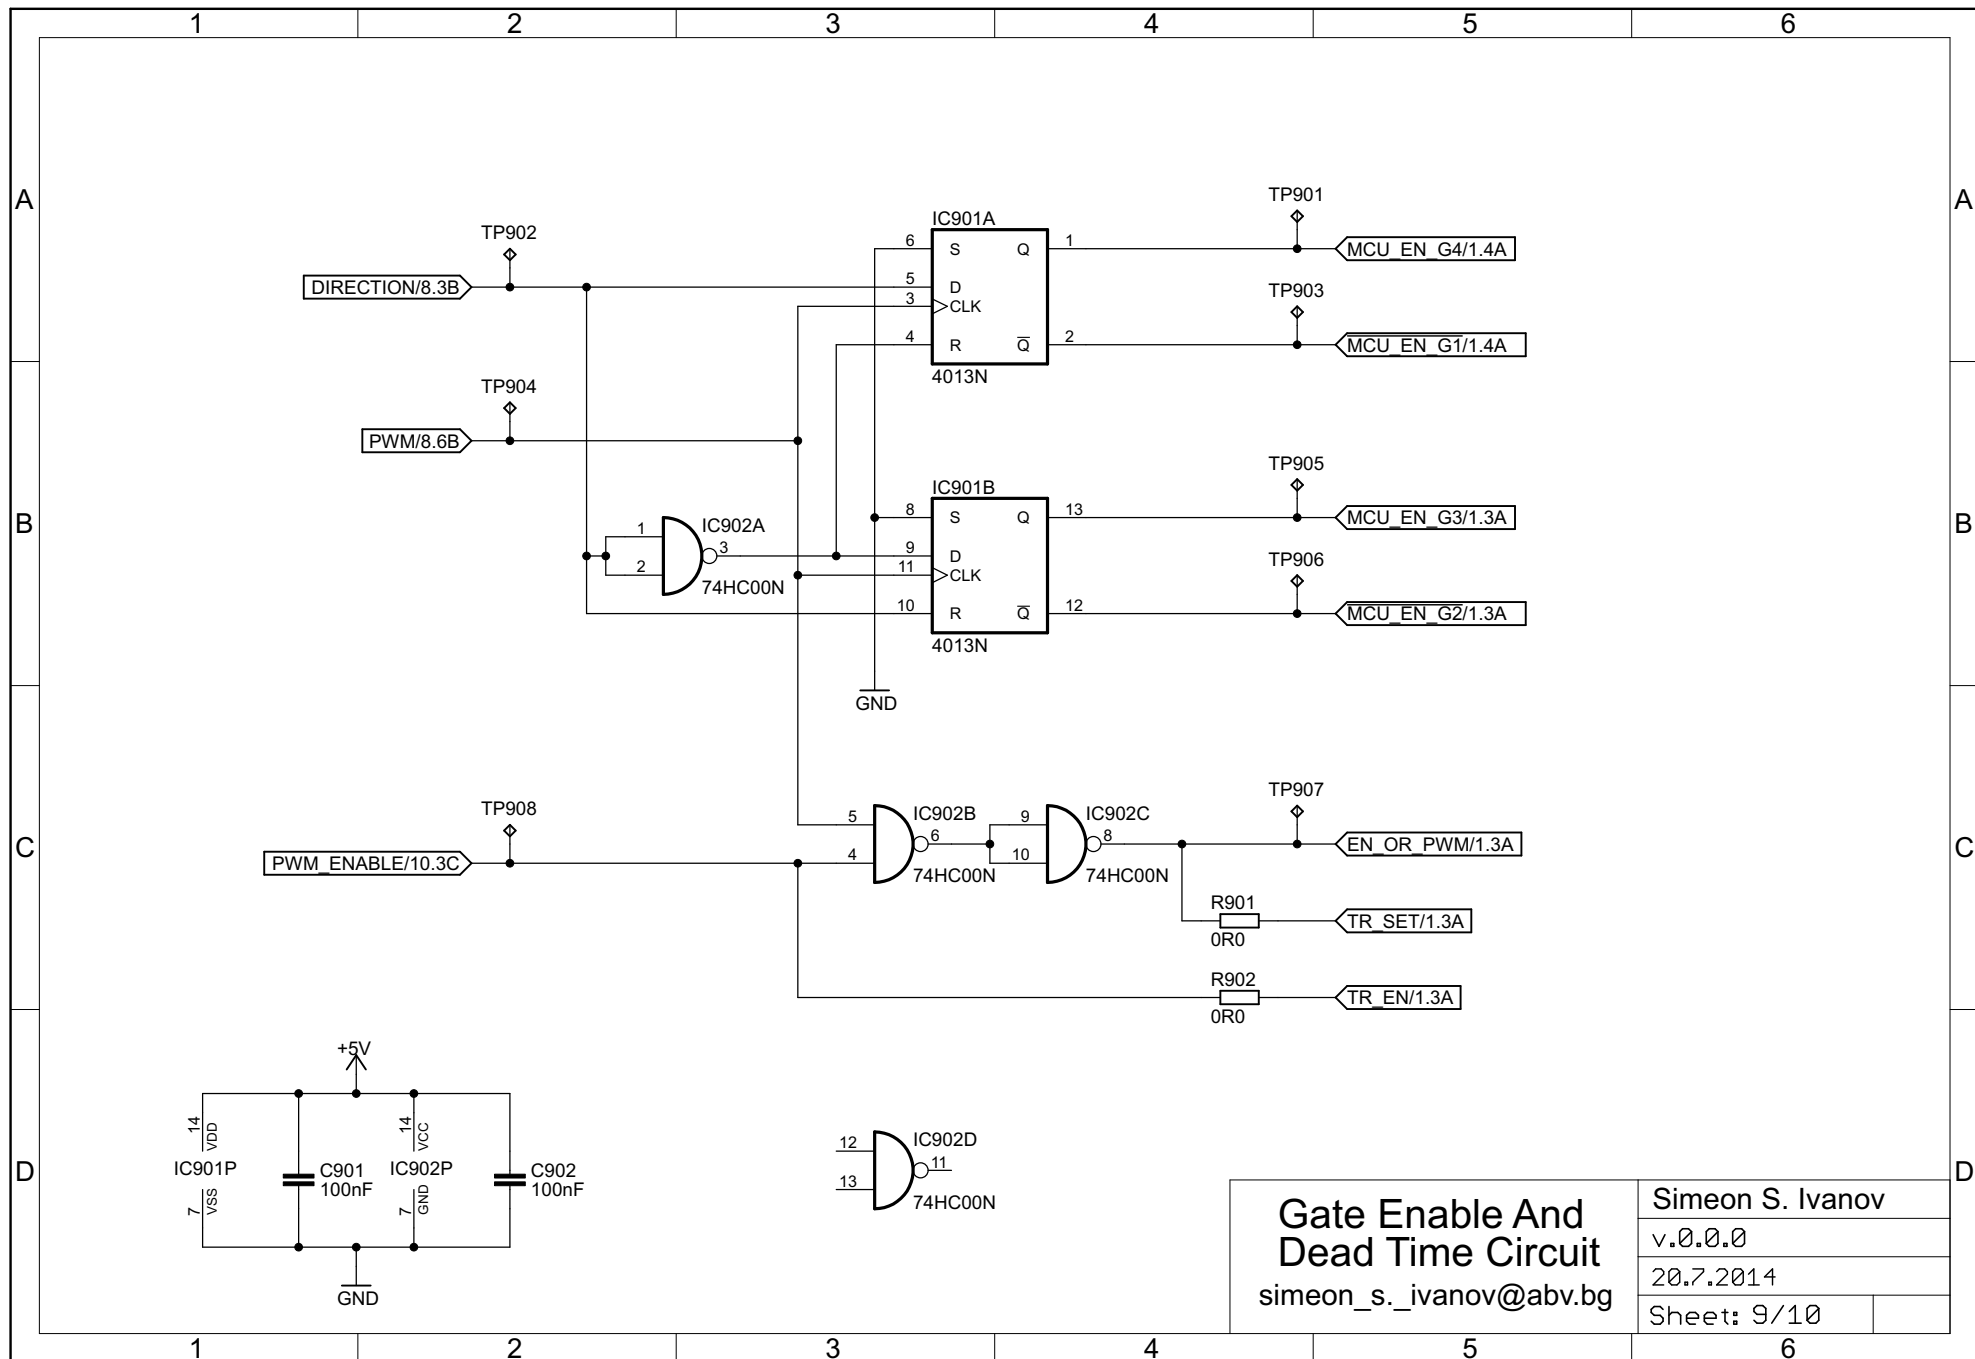 1 2 3 4 5 6
A A
TP901
IC901A
TP902
6 S Q 1
MCU_EN_G4/1.4A
DIRECTION/8.3B
5 D
TP903
3 CLK
4 R Q 2
MCU_EN_G1/1.4A
4013N
TP904
PWM/8.6B
TP905
IC901B
8 S Q 13
MCU_EN_G3/1.3A
B B
1 IC902A
3
2
74HC00N
9 D
TP906
11 CLK
10 R Q 12
MCU_EN_G2/1.3A
4013N
GND
TP907
TP908
5 IC902B
6
4
74HC00N
9 IC902C
8
10
74HC00N
EN_OR_PWM/1.3A
C C
PWM_ENABLE/10.3C
R901
0R0
TR_SET/1.3A
R902
0R0
TR_EN/1.3A
+5V
14 VDD
IC901P
7 VSS
C901
100nF
14 VCC
IC902P
7 GND
C902
100nF
GND
12 IC902D
11
13
74HC00N
D D
Gate Enable And
Dead Time Circuit
simeon_s._ivanov@abv.bg
Simeon S. Ivanov
v.0.0.0
20.7.2014
Sheet: 9/10
1 2 3 4 5 6